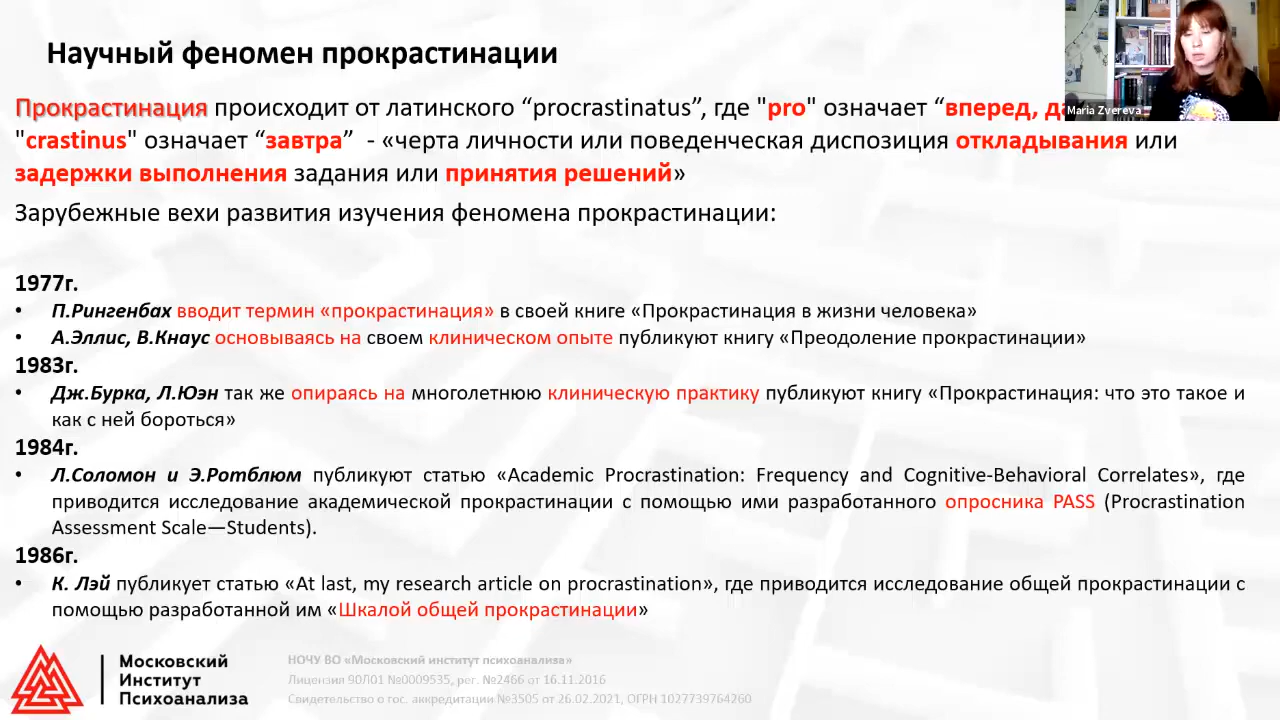 Научный феномен прокрастинации
Maria Zvereva
Прокрастинация происходит от латинского “procrastinatus”, где "pro" означает “вперед,
"crastinus" означает “завтра” - «черта личности или поведенческая диспозиция откладывания или
задержки выполнения задания или принятия решений»
Зарубежные вехи развития изучения феномена прокрастинации:
1977г.
• П.Рингенбах вводит термин «прокрастинация» в своей книге «Прокрастинация в жизни человека»
• А.Эллис, В.Кнаус основываясь на своем клиническом опыте публикуют книгу «Преодоление прокрастинации»
1983г.
• Дж.Бурка, Л.Юэн так же опираясь на многолетнюю клиническую практику публикуют книгу «Прокрастинация: что это такое и
как с ней бороться»
1984г.
• Л.Соломон и Э.Ротблюм публикуют статью «Academic Procrastination: Frequency and Cognitive-Behavioral Correlates», где
приводится исследование академической прокрастинации с помощью ими разработанного опросника PASS (Procrastination
Assessment Scale—Students).
1986г.
• К. Лэй публикует статью «At last, my research article on procrastination», где приводится исследование общей прокрастинации с
помощью разработанной им «Шкалой общей прокрастинации»
Московский
Институт
Психоанализа
НОЧУ ВО «Московский институт психоанализа»
Лицензия 90Л01 №0009535, рег. №2466 от 16.11.2016
Свидетельство о гос. аккредитации №3505 от 26.02.2021, ОГРН 1027739764260